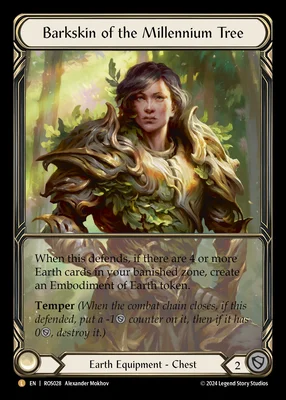 Barkskin of the Millennium Tree
When this defends, if there are 4 or more
Earth cards in your banished zone, create
an Embodiment of Earth token.
Temper (When the combat chain closes, if this
defended, put a -1 counter on it, then if it has
0, destroy it.)
Earth Equipment - Chest
2
L | EN | ROS028 Alexander Mokhov
© 2024 Legend Story Studios